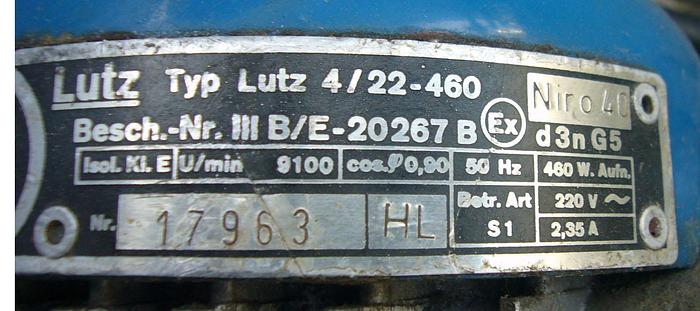 Lutz Typ Lutz 4/22-460 Niro 40
Besch.-Nr. III B/E-20267 B Ex d3nG5
Isol. Kl. E U/min 9100 cos.φ 0,90 50 Hz 460 W. Aufn.
Betr. Art 220 V ~
Nr. 17963 HL S1 2,35 A